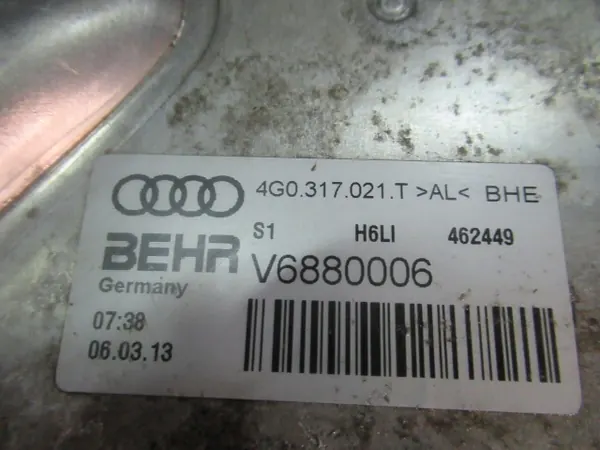 4G0.317.021.T >AL< BHE
S1 H6LI 462449
BEHR V6880006
Germany
07:38
06.03.13